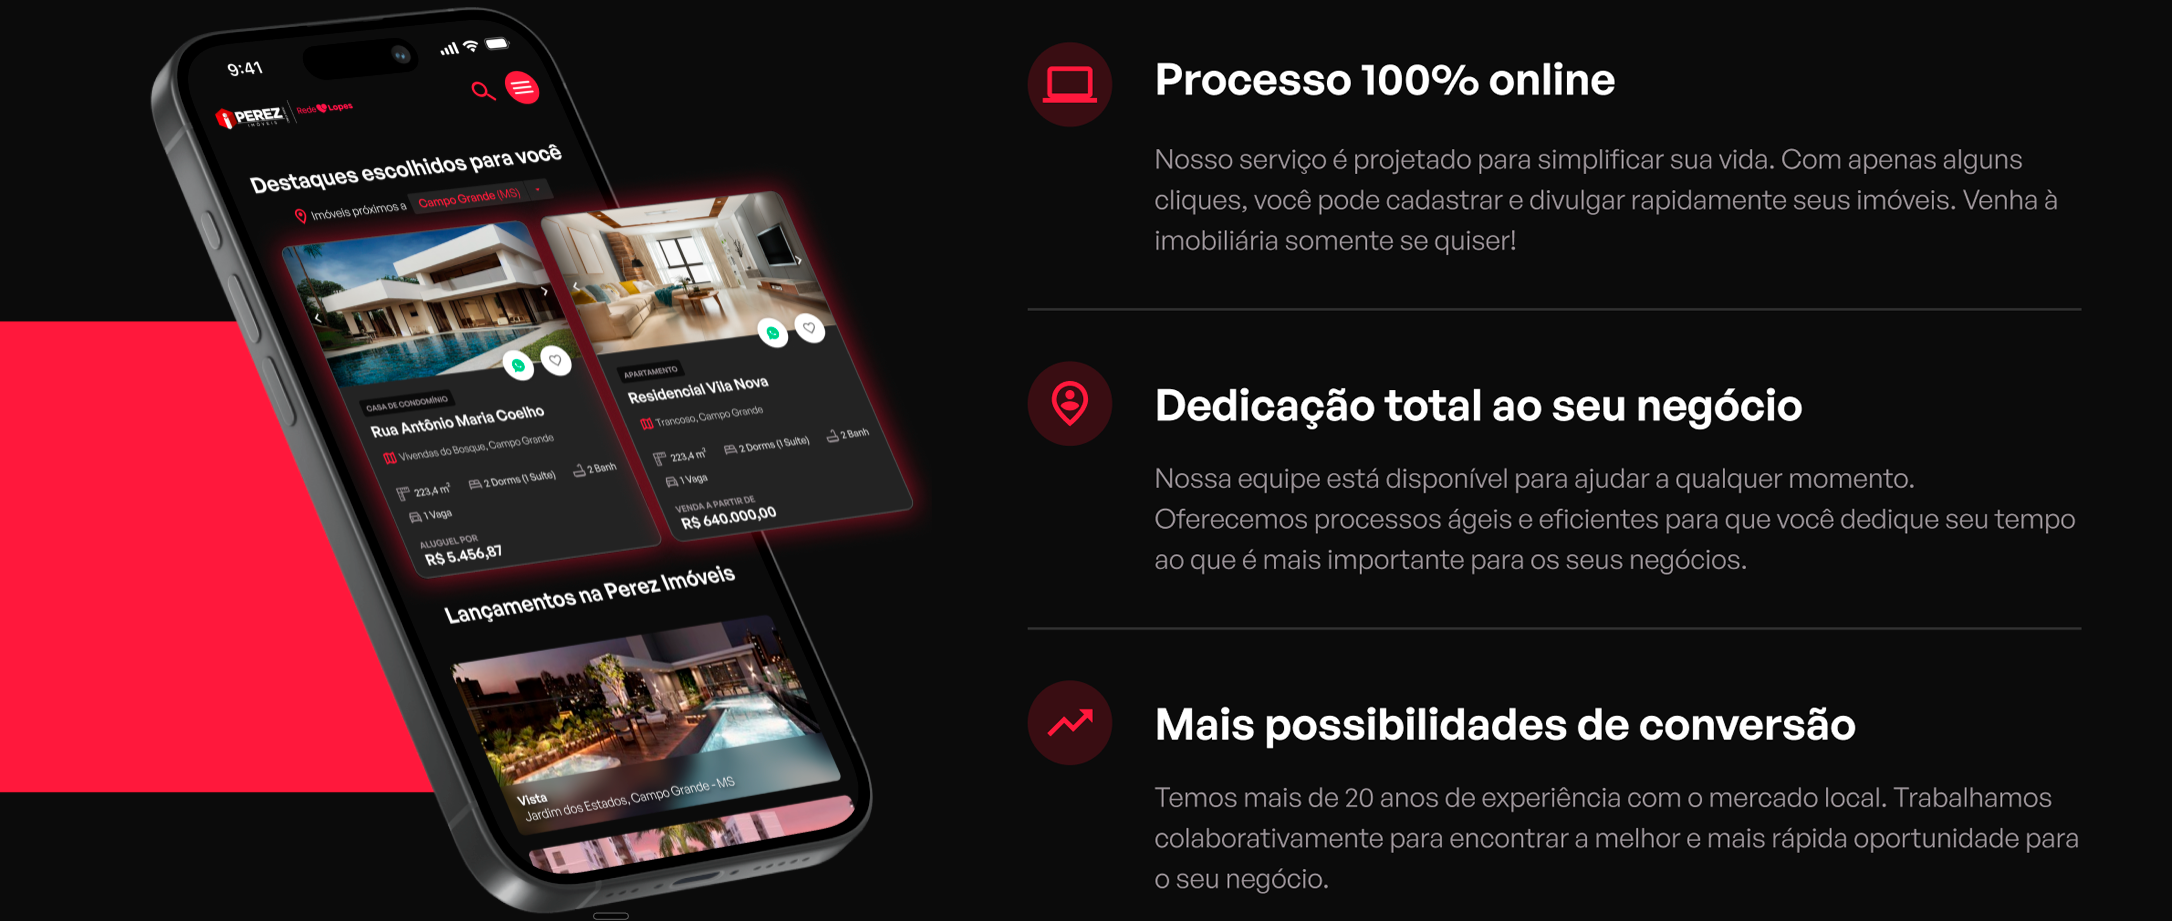 9:41
PEREZ
IMÓVEIS
Rede Lopes
Destaques escolhidos para você
Imóveis próximos a Campo Grande (MS)
CASA DE CONDOMÍNIO
Rua Antônio Maria Coelho
Vivendas do Bosque, Campo Grande
223,4 m² 2 Dorms (1 Suíte) 2 Banh
1 Vaga
ALUGUEL POR
R$ 5.456,87
APARTAMENTO
Residencial Vila Nova
Trancoso, Campo Grande
223,4 m² 2 Dorms (1 Suíte) 2 Banh
1 Vaga
VENDA A PARTIR DE
R$ 640.000,00
Lançamentos na Perez Imóveis
Vista
Jardim dos Estados, Campo Grande - MS
Processo 100% online
Nosso serviço é projetado para simplificar sua vida. Com apenas alguns
cliques, você pode cadastrar e divulgar rapidamente seus imóveis. Venha à
imobiliária somente se quiser!
Dedicação total ao seu negócio
Nossa equipe está disponível para ajudar a qualquer momento.
Oferecemos processos ágeis e eficientes para que você dedique seu tempo
ao que é mais importante para os seus negócios.
Mais possibilidades de conversão
Temos mais de 20 anos de experiência com o mercado local. Trabalhamos
colaborativamente para encontrar a melhor e mais rápida oportunidade para
o seu negócio.